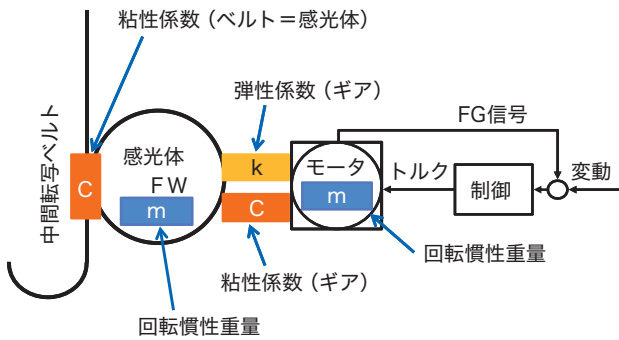 粘性係数（ベルト＝感光体）
弾性係数（ギア）
FG信号
中間転写ベルト
感光体
FW
C
m
k
C
モータ
m
トルク
制御
変動
回転慣性重量
粘性係数（ギア）
回転慣性重量